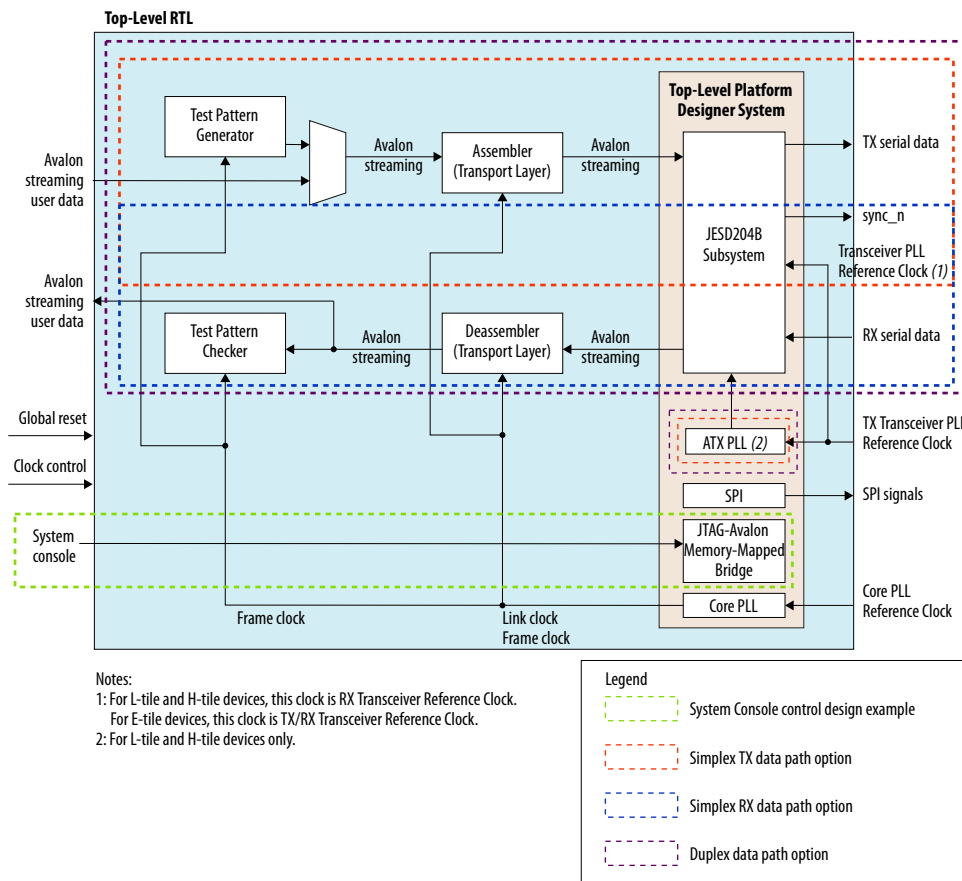 Top-Level RTL
Top-Level Platform
Designer System
Test Pattern
Generator
Avalon
streaming
Assembler
(Transport Layer)
Avalon
streaming
TX serial data
Avalon
streaming
user data
sync_n
JESD204B
Subsystem
Transceiver PLL
Reference Clock (1)
Avalon
streaming
user data
Test Pattern
Checker
Avalon
streaming
Deassembler
(Transport Layer)
Avalon
streaming
RX serial data
Global reset
TX Transceiver PLL
Reference Clock
ATX PLL (2)
Clock control
SPI
SPI signals
System
console
JTAG-Avalon
Memory-Mapped
Bridge
Core PLL
Core PLL
Reference Clock
Frame clock
Link clock
Frame clock
Notes:
1: For L-tile and H-tile devices, this clock is RX Transceiver Reference Clock.
For E-tile devices, this clock is TX/RX Transceiver Reference Clock.
2: For L-tile and H-tile devices only.
Legend
System Console control design example
Simplex TX data path option
Simplex RX data path option
Duplex data path option